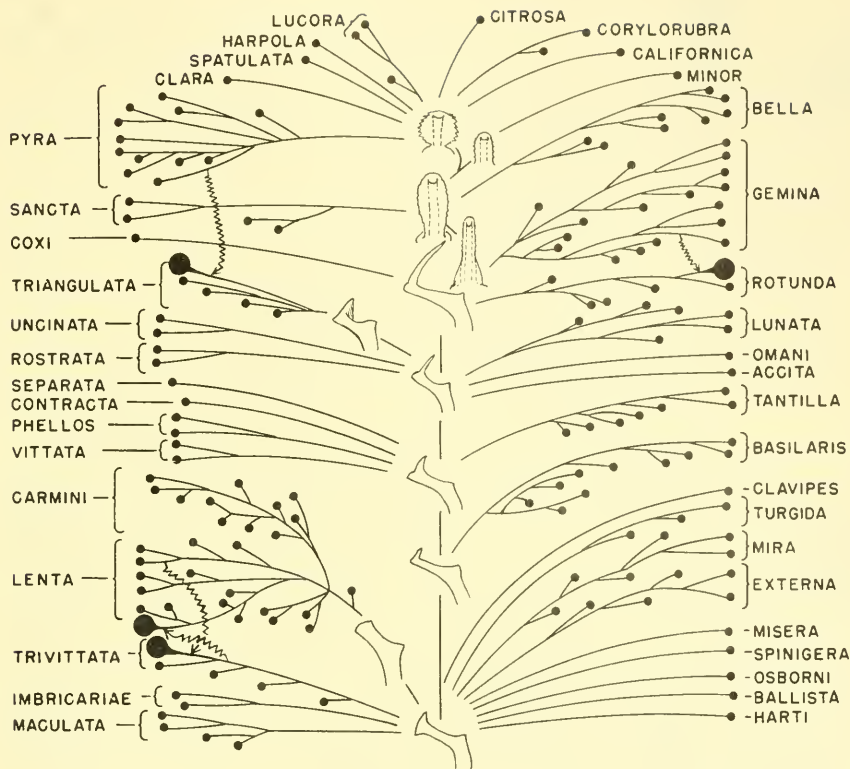 LUCORA
HARPOLA
SPATULATA
CLARA
PYRA
SANCTA
COXI
TRIANGULATA
UNCINATA
ROSTRATA
SEPARATA
CONTRACTA
PHELLOS
VITTATA
CARMINI
LENTA
TRIVITTATA
IMBRICARIAE
MACULATA
CITROSA
CORYLORUBRA
CALIFORNICA
MINOR
BELLA
GEMINA
ROTUNDA
LUNATA
OMANI
ACCITA
TANTILLA
BASILARIS
CLAVIPES
TURGIDA
MIRA
EXTERNA
MISERA
SPINIGERA
OSBORNI
BALLISTA
HARTI